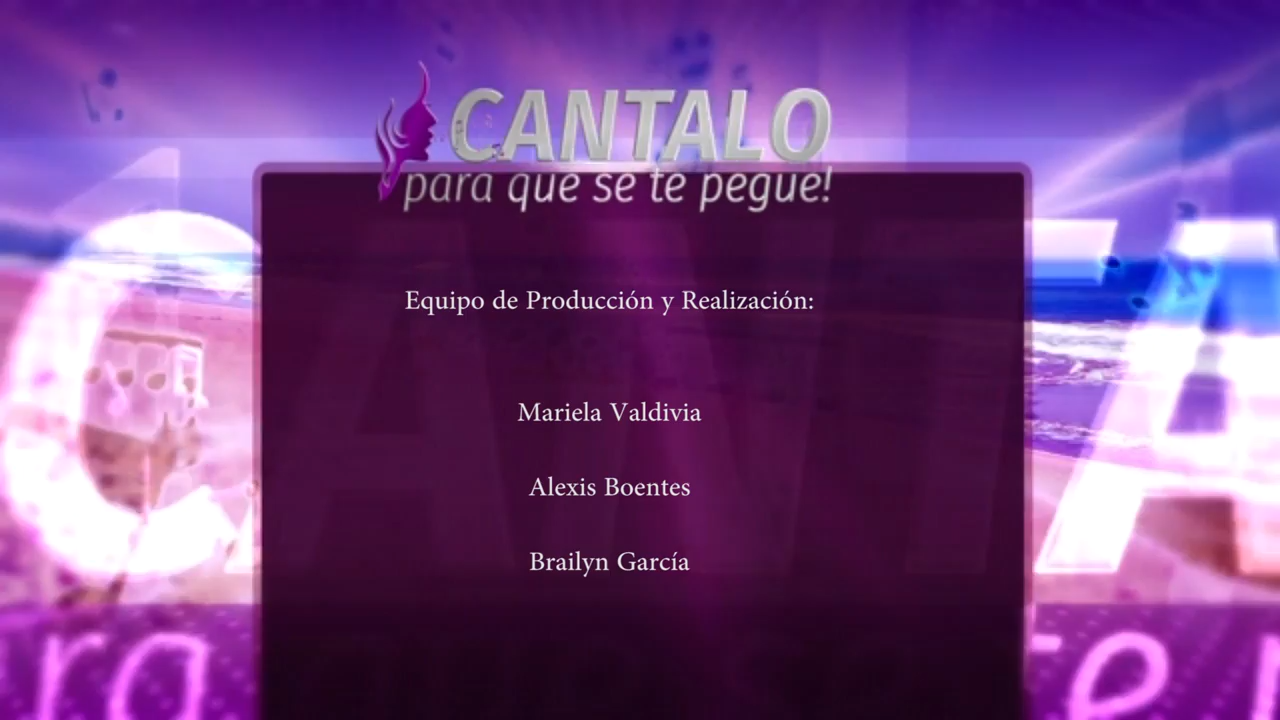 CANTALO
para que se te pegue!
Equipo de Producción y Realización:
Mariela Valdivia
Alexis Boentes
Brailyn García